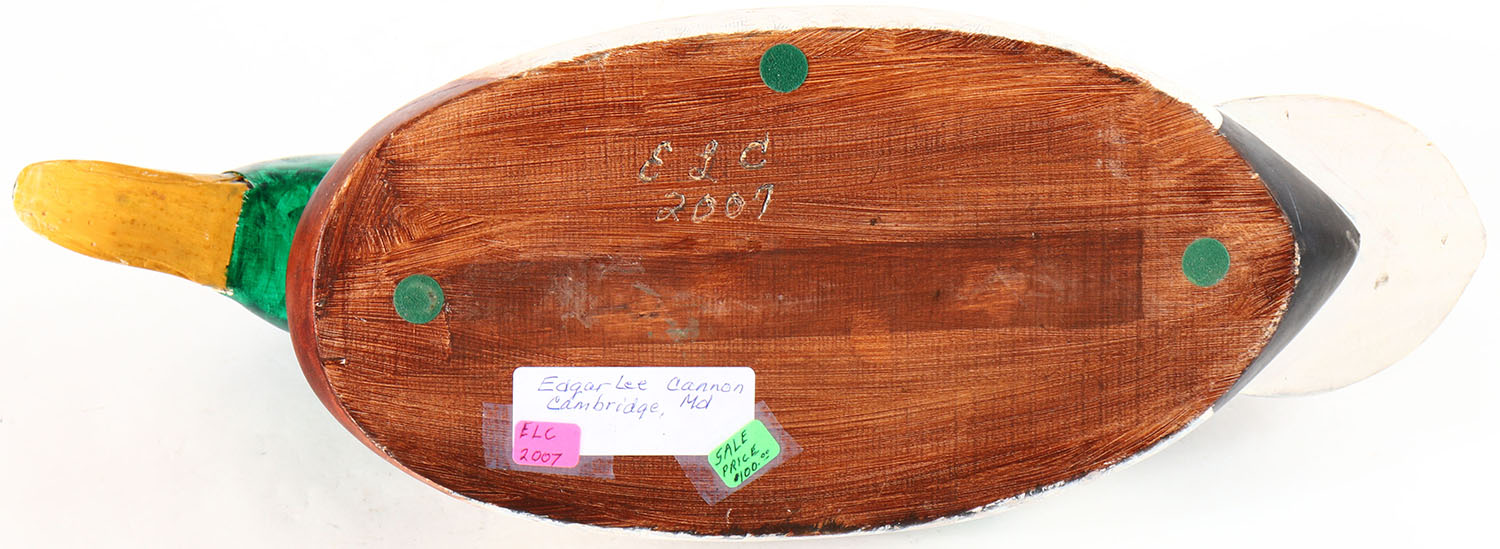 ELC
2007
Edgar Lee Cannon
Cambridge, Md
ELC
2007
SALE
PRICE
$100.00